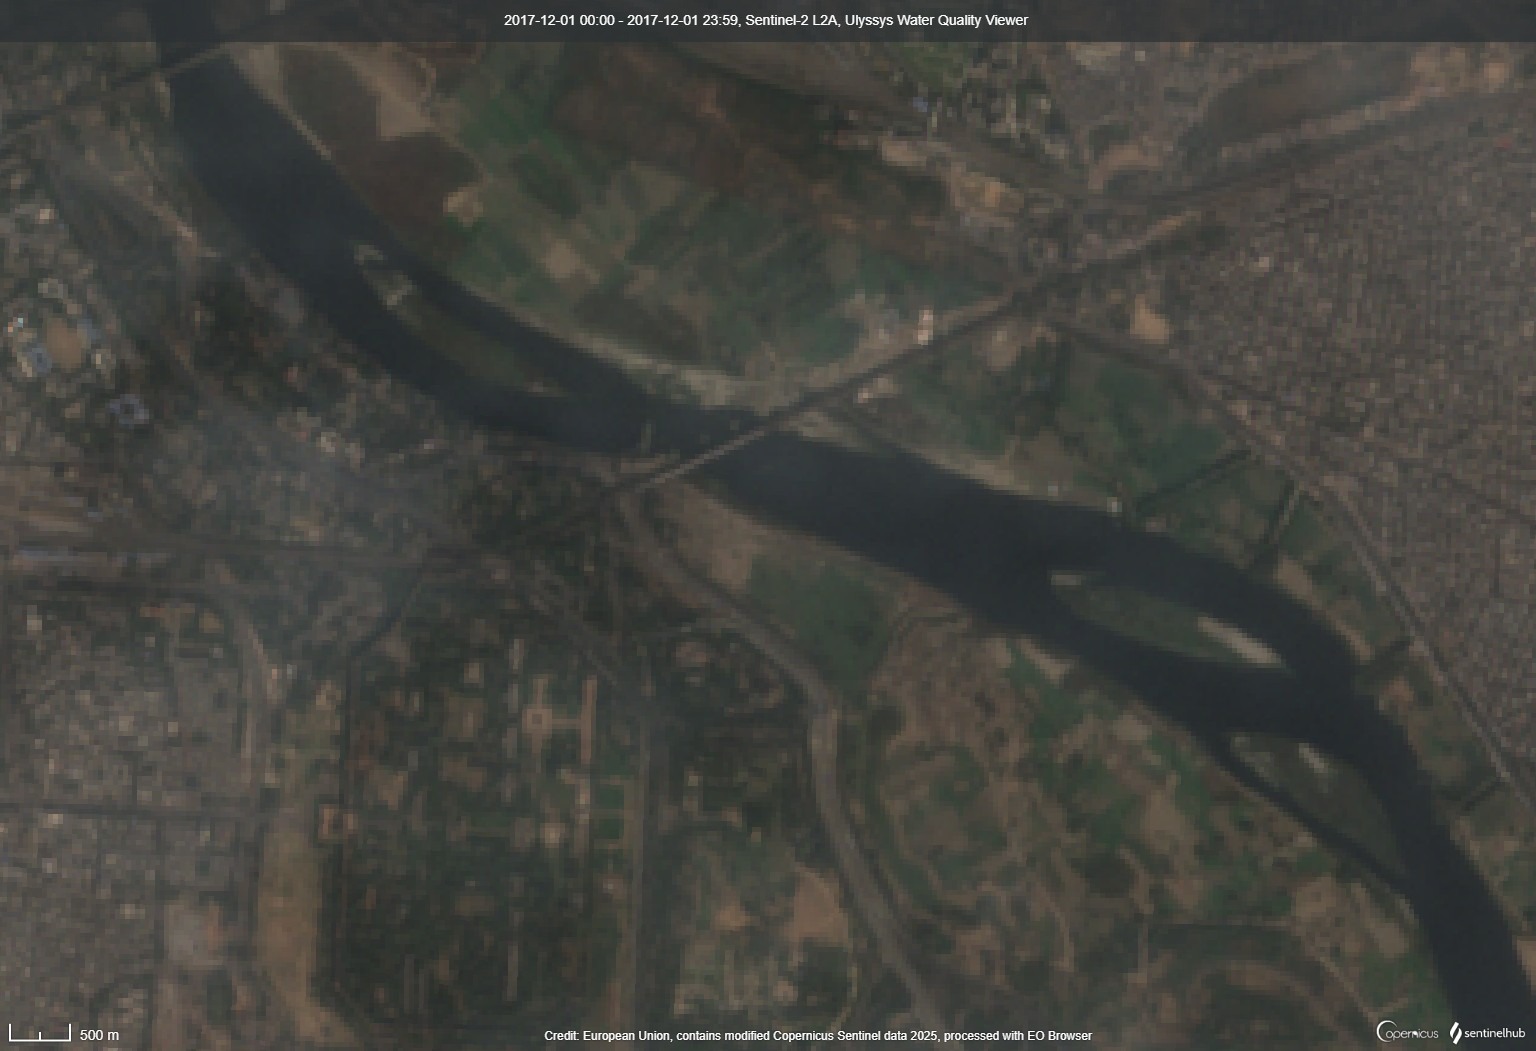 2017-12-01 00:00 - 2017-12-01 23:59, Sentinel-2 L2A, Ulyssys Water Quality Viewer
500 m
Credit: European Union, contains modified Copernicus Sentinel data 2025, processed with EO Browser
opernicus
sentinelhub